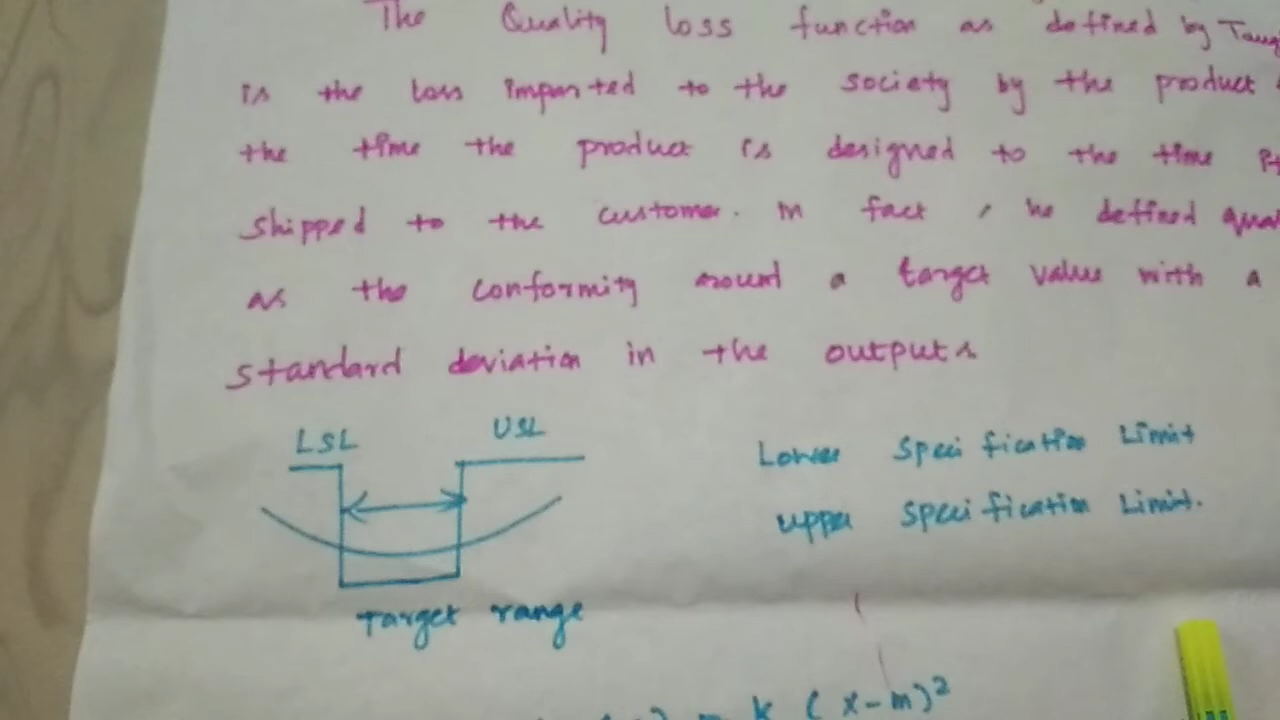 The Quality loss function as defined by Taug
is the loss imparted to the society by the product
the time the product is designed to the time
shipped to the customer. In fact, he defined qua
as the conformity around a target value with a
standard deviation in the outputs
LSL USL
Lower Specification Limit
Upper Specification Limit.
Target range
= k (x-m)²